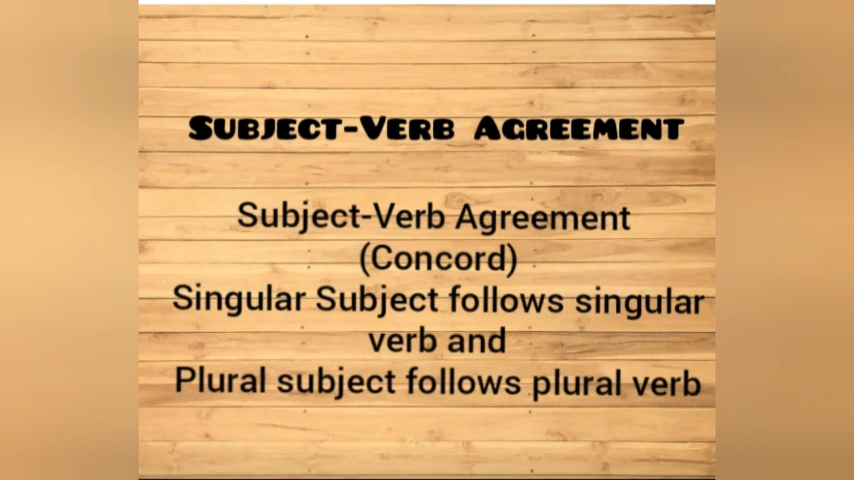 SUBJECT-VERB AGREEMENT
Subject-Verb Agreement
(Concord)
Singular Subject follows singular
verb and
Plural subject follows plural verb